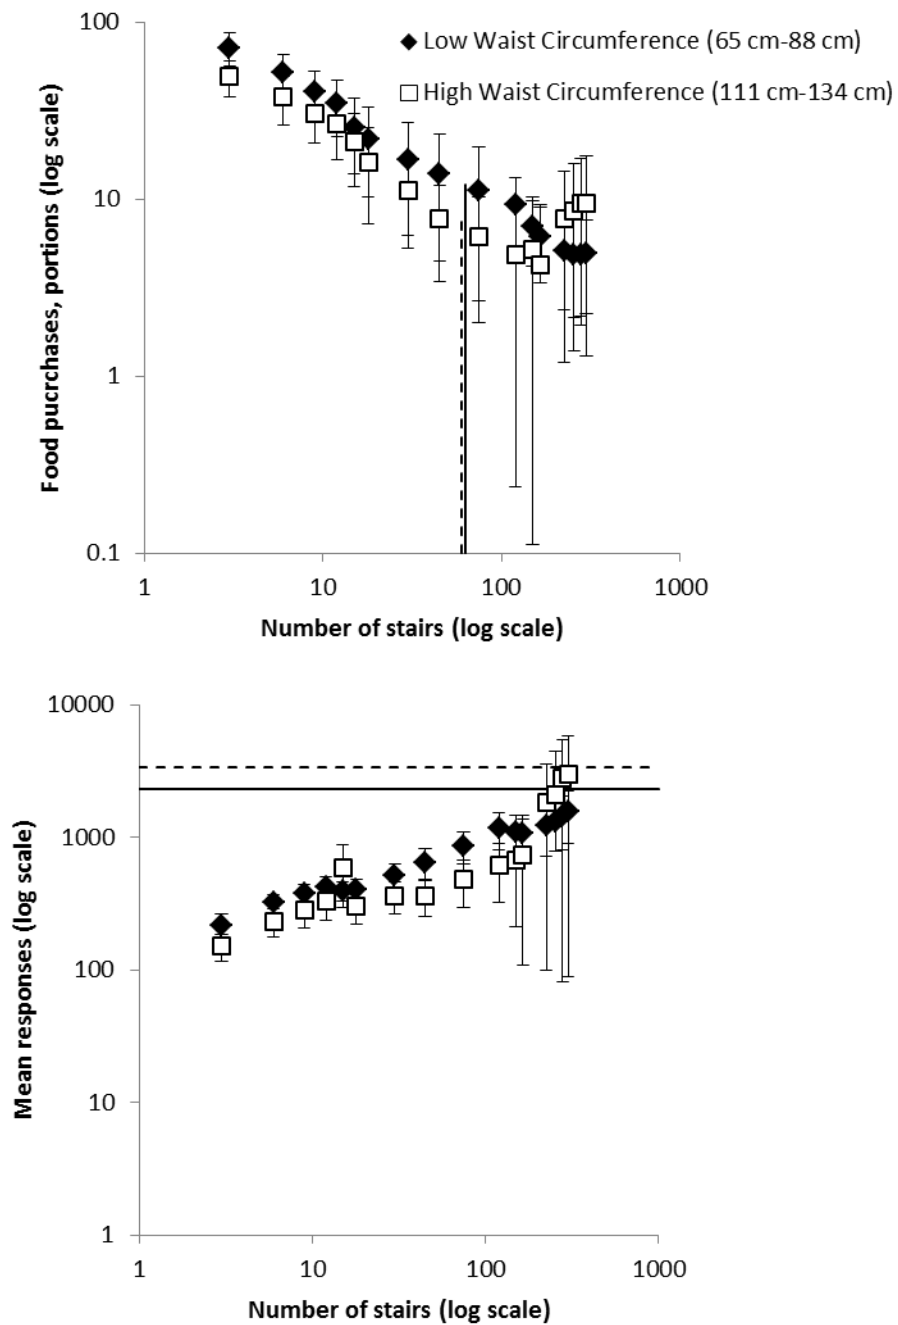 100
Low Waist Circumference (65 cm-88 cm)
High Waist Circumference (111 cm-134 cm)
10
1
0.1
Food pucrchases, portions (log scale)
1 10 100 1000
Number of stairs (log scale)
10000
1000
100
10
1
Mean responses (log scale)
1 10 100 1000
Number of stairs (log scale)